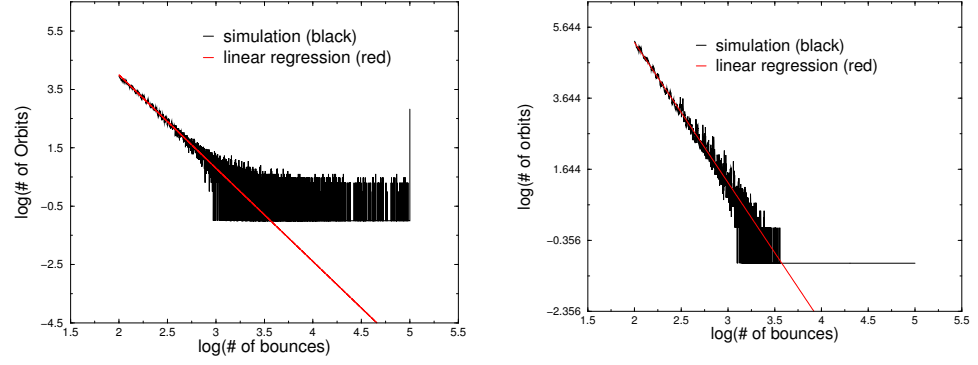 5.5
3.5
1.5
−0.5
−2.5
−4.5
1.5 2 2.5 3 3.5 4 4.5 5 5.5
log(# of bounces)
log(# of Orbits)
simulation (black)
linear regression (red)
5.644
3.644
1.644
−0.356
−2.356
1.5 2 2.5 3 3.5 4 4.5 5 5.5
log(# of bounces)
log(# of orbits)
simulation (black)
linear regression (red)